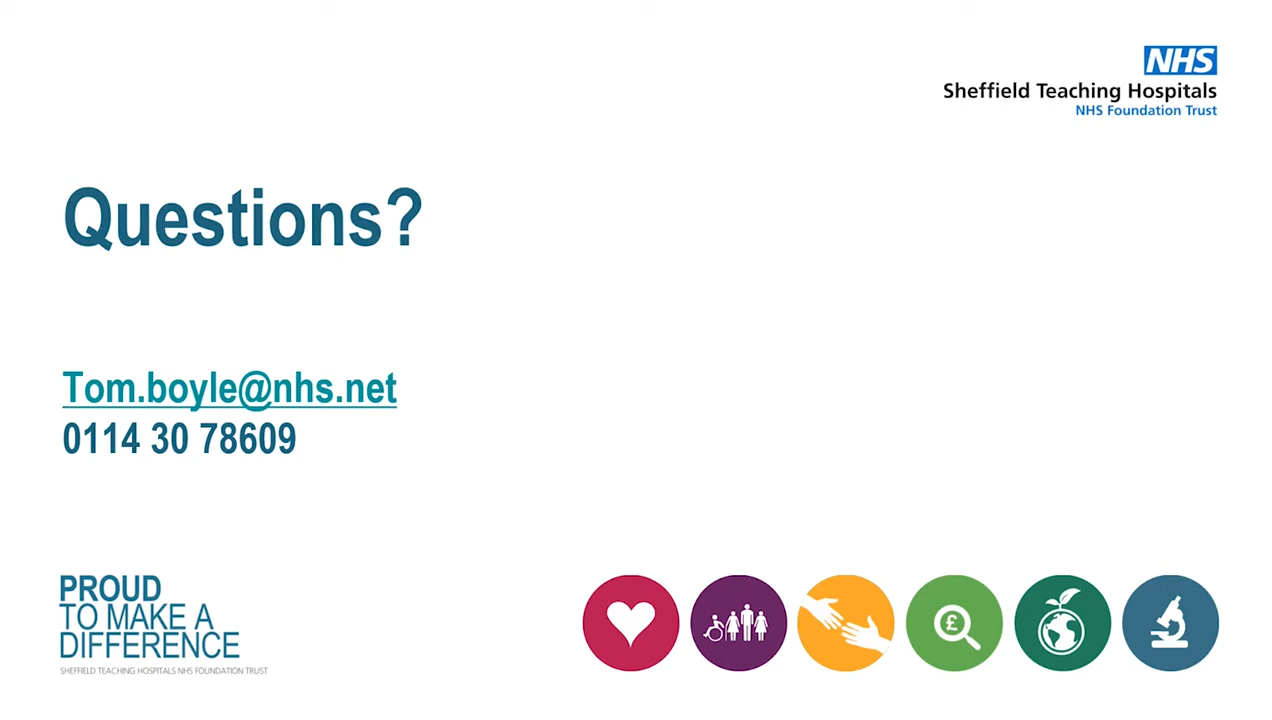 NHS
Sheffield Teaching Hospitals
NHS Foundation Trust
Questions?
Tom.boyle@nhs.net
0114 30 78609
PROUD
TO MAKE A
DIFFERENCE
SHEFFIELD TEACHING HOSPITALS NHS FOUNDATION TRUST
£